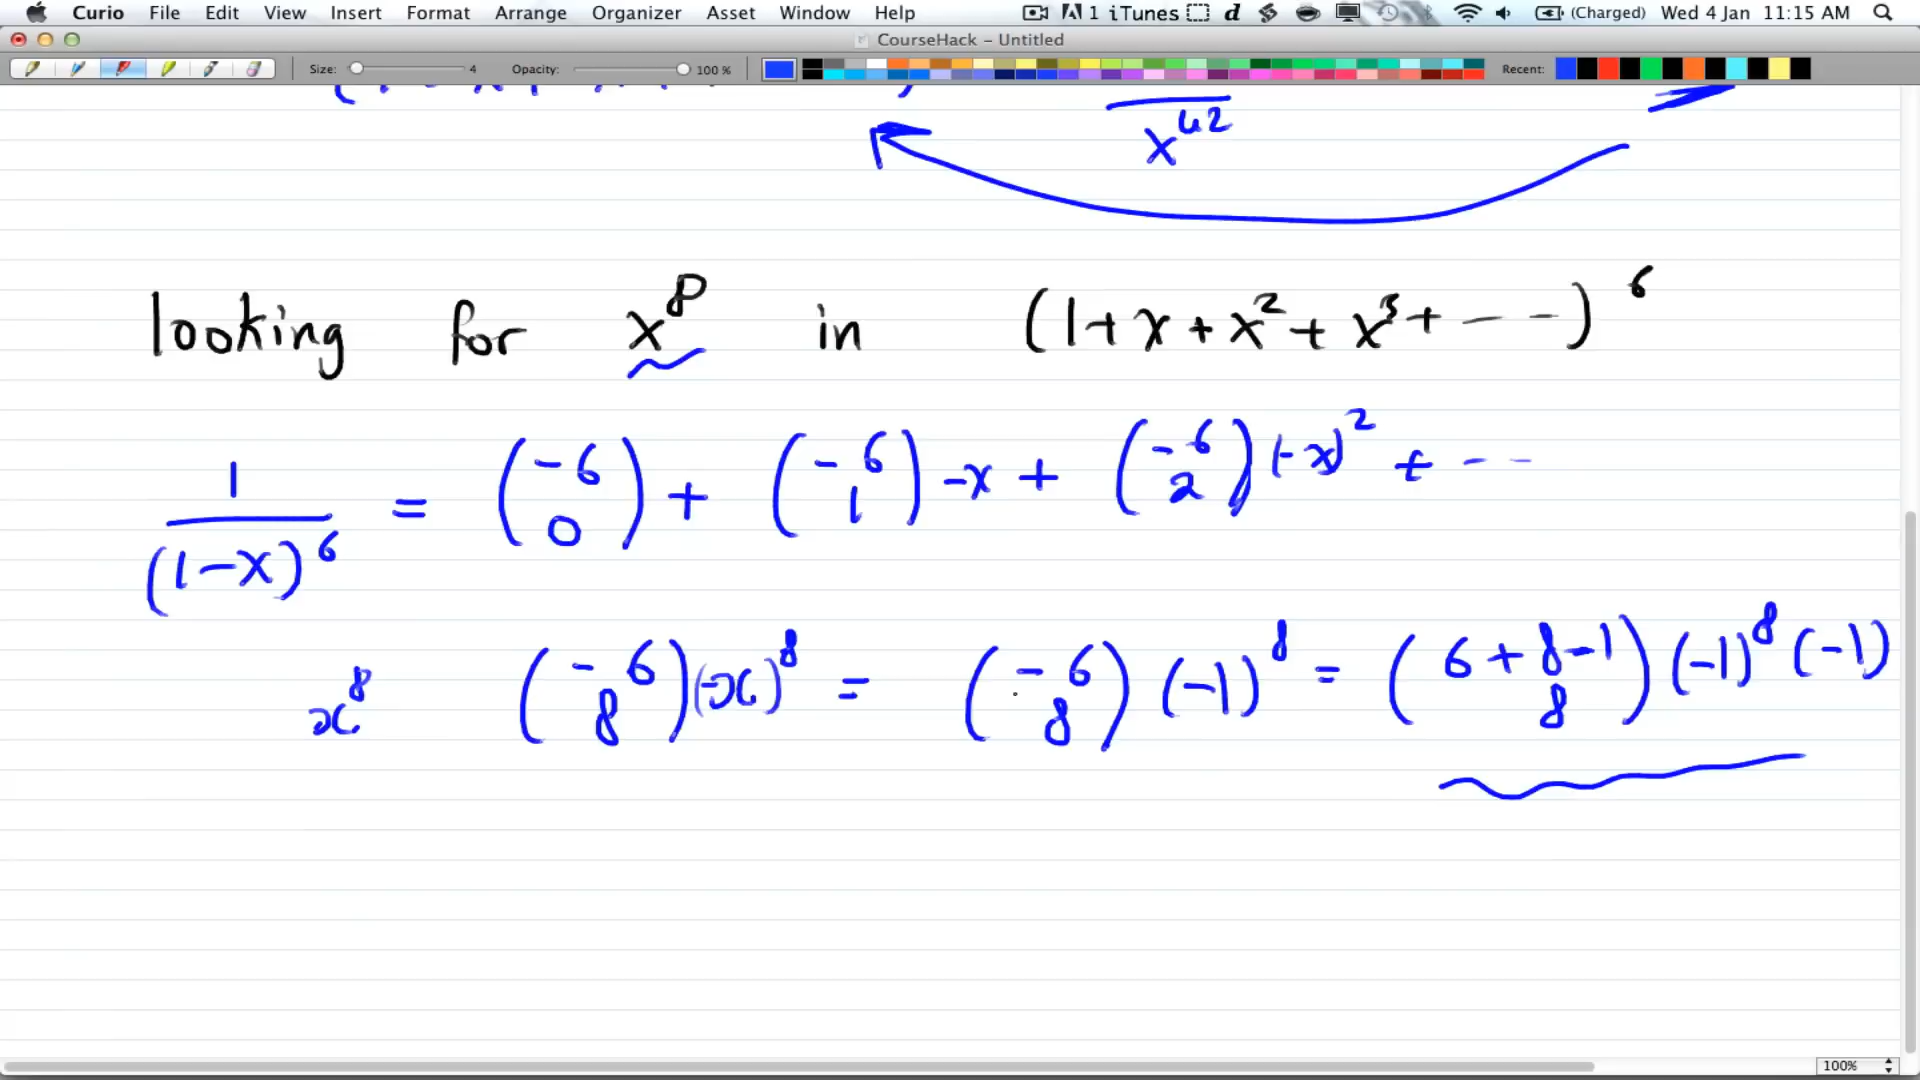 Curio File Edit View Insert Format Arrange Organizer Asset Window Help 1 iTunes (Charged) Wed 4 Jan 11:15 AM
CourseHack – Untitled
Size: 4 Opacity: 100 % Recent:
x^42
looking for x^8 in (1+x+x^2+x^3+---)^6
1/(1-x)^6 = (-6 0) + (-6 1) -x + (-6 2)(-x)^2 + --
x^8 (-6 8)(-x)^8 = (-6 8)(-1)^8 = (6+8-1 8)(-1)^8(-1)
100%